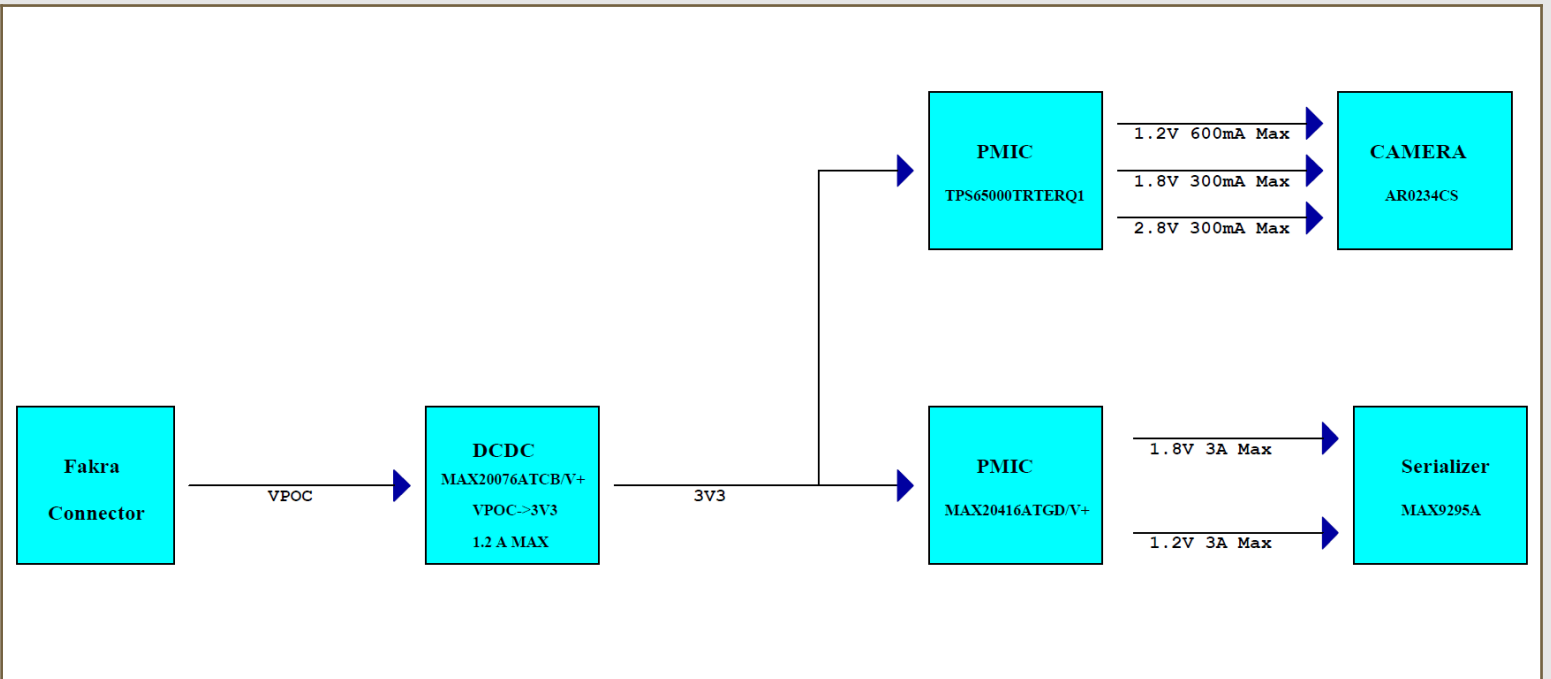 PMIC
TPS65000TRTERQ1
1.2V 600mA Max
1.8V 300mA Max
2.8V 300mA Max
CAMERA
AR0234CS
Fakra
Connector
VPOC
DCDC
MAX20076ATCB/V+
VPOC->3V3
1.2 A MAX
3V3
PMIC
MAX20416ATGD/V+
1.8V 3A Max
1.2V 3A Max
Serializer
MAX9295A